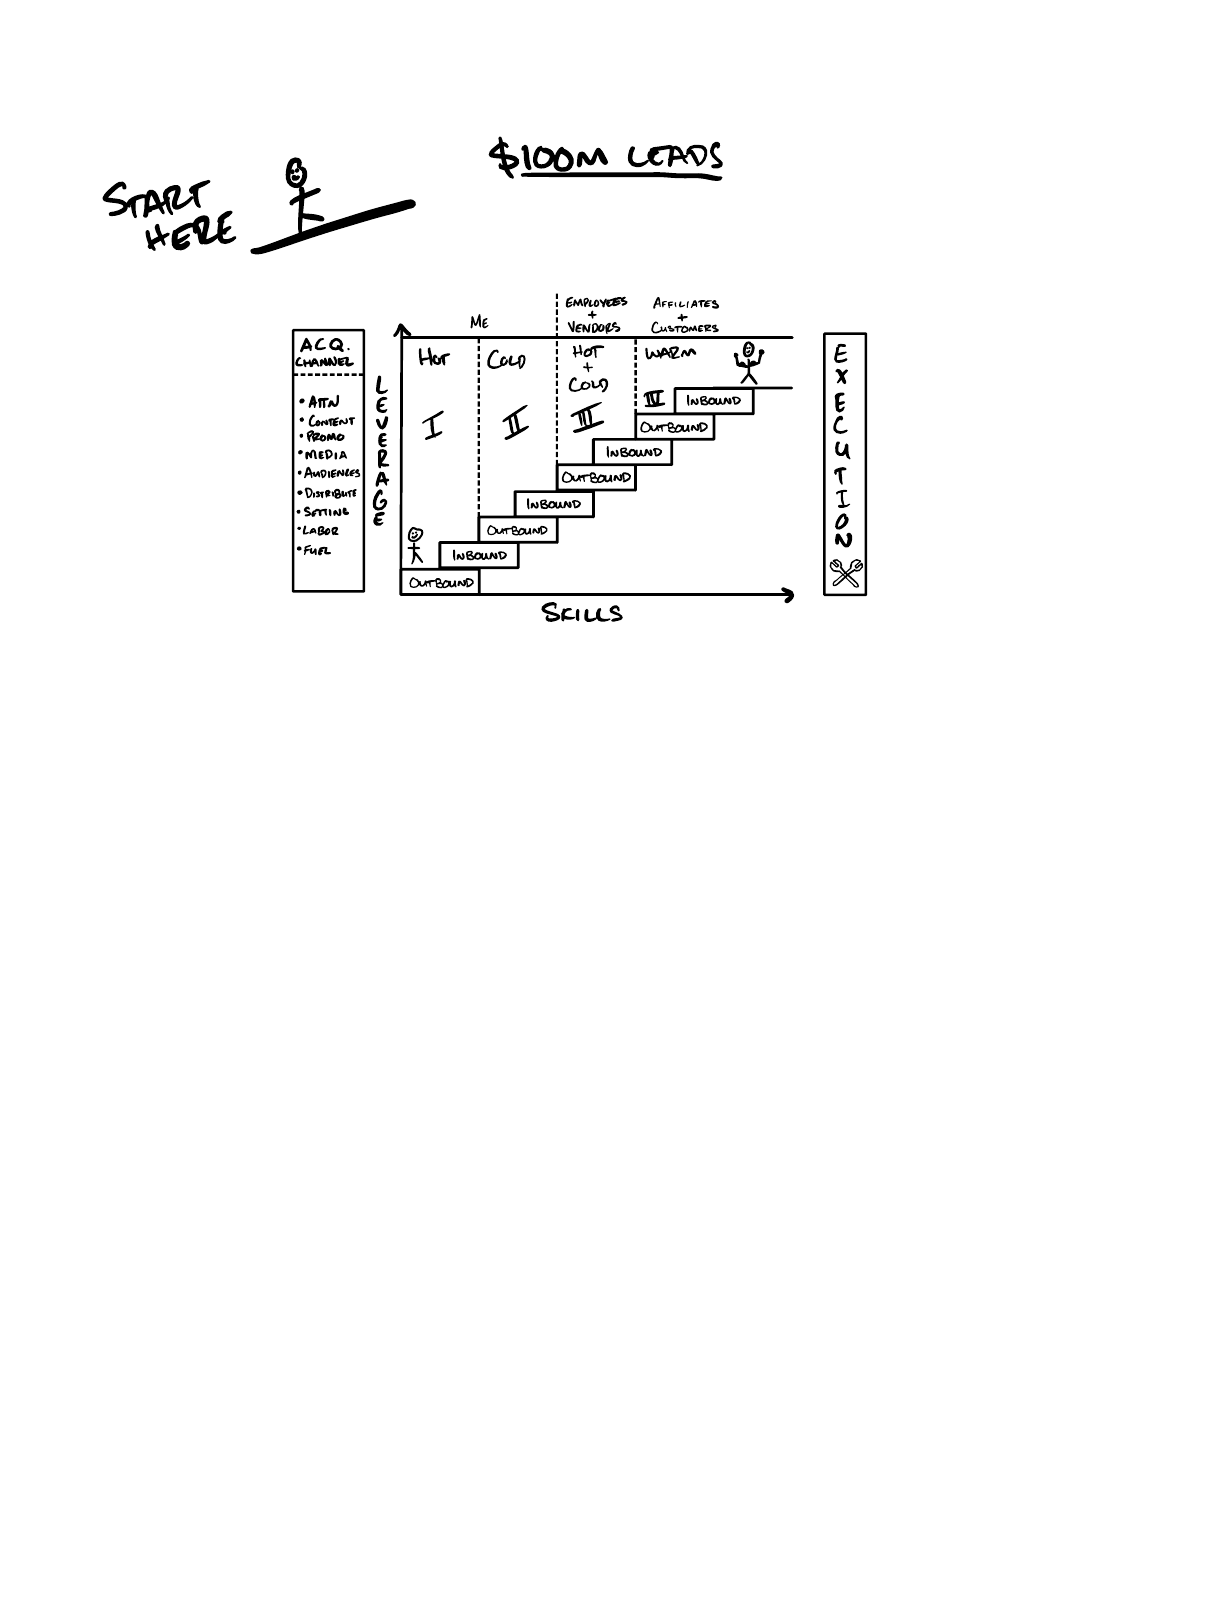 $100M LEADS
START
HERE
ACQ.
CHANNEL
• ATTN
• CONTENT
• PROMO
• MEDIA
• AUDIENCES
• DISTRIBUTE
• SETTING
• LABOR
• FUEL
LEVERAGE
ME
EMPLOYEES
+
VENDORS
AFFILIATES
+
CUSTOMERS
HOT
COLD
HOT
+
COLD
WARM
I
II
III
IV
INBOUND
OUTBOUND
INBOUND
OUTBOUND
INBOUND
OUTBOUND
INBOUND
OUTBOUND
SKILLS
EXECUTION